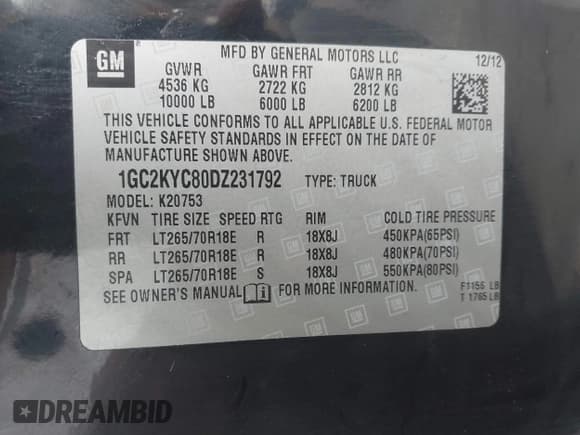 GM
MFD BY GENERAL MOTORS LLC 12/12
GVWR GAWR FRT GAWR RR
4536 KG 2722 KG 2812 KG
10000 LB 6000 LB 6200 LB
THIS VEHICLE CONFORMS TO ALL APPLICABLE U.S. FEDERAL MOTOR
VEHICLE SAFETY STANDARDS IN EFFECT ON THE DATE OF
MANUFACTURE SHOWN ABOVE.
1GC2KYC80DZ231792 TYPE: TRUCK
MODEL: K20753
KFVN TIRE SIZE SPEED RTG RIM COLD TIRE PRESSURE
FRT LT265/70R18E R 18X8J 450KPA(65PSI)
RR LT265/70R18E R 18X8J 480KPA(70PSI)
SPA LT265/70R18E S 18X8J 550KPA(80PSI)
SEE OWNER'S MANUAL FOR MORE INFORMATION.
F1156 LB
T 1765 LB
DREAMBID